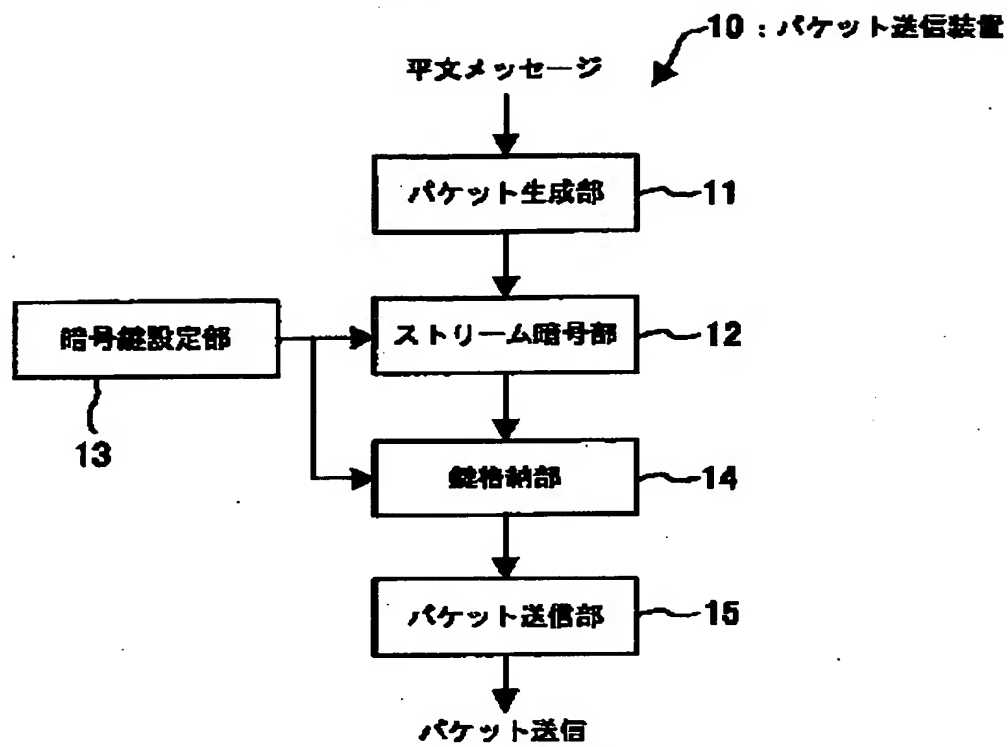 10：パケット送信装置
平文メッセージ
パケット生成部
11
暗号鍵設定部
13
ストリーム暗号部
12
鍵格納部
14
パケット送信部
15
パケット送信